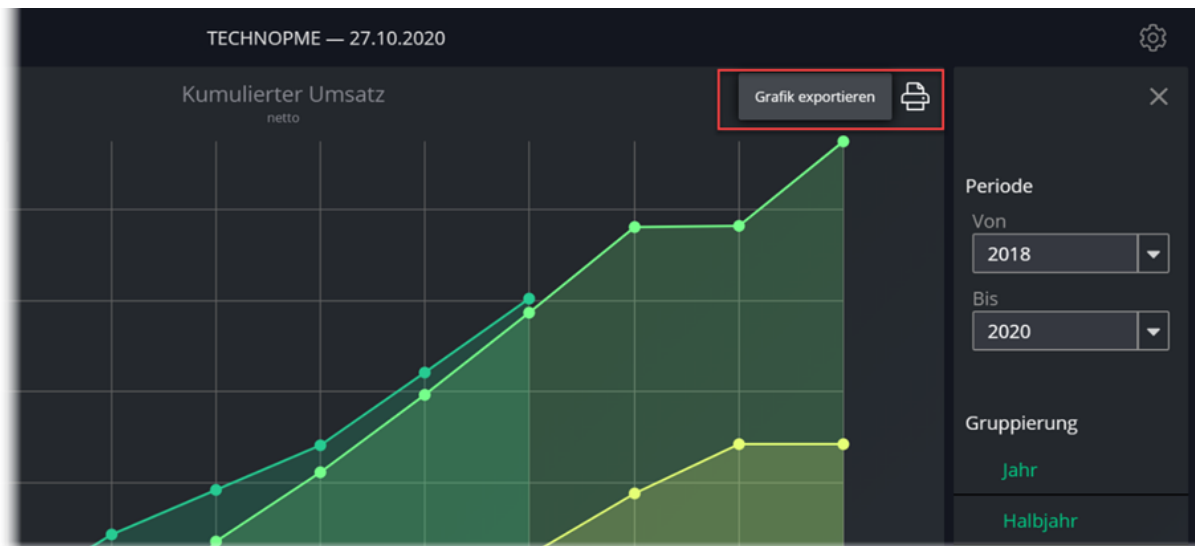 TECHNOPME — 27.10.2020
Kumulierter Umsatz
netto
Grafik exportieren
Periode
Von
2018
Bis
2020
Gruppierung
Jahr
Halbjahr